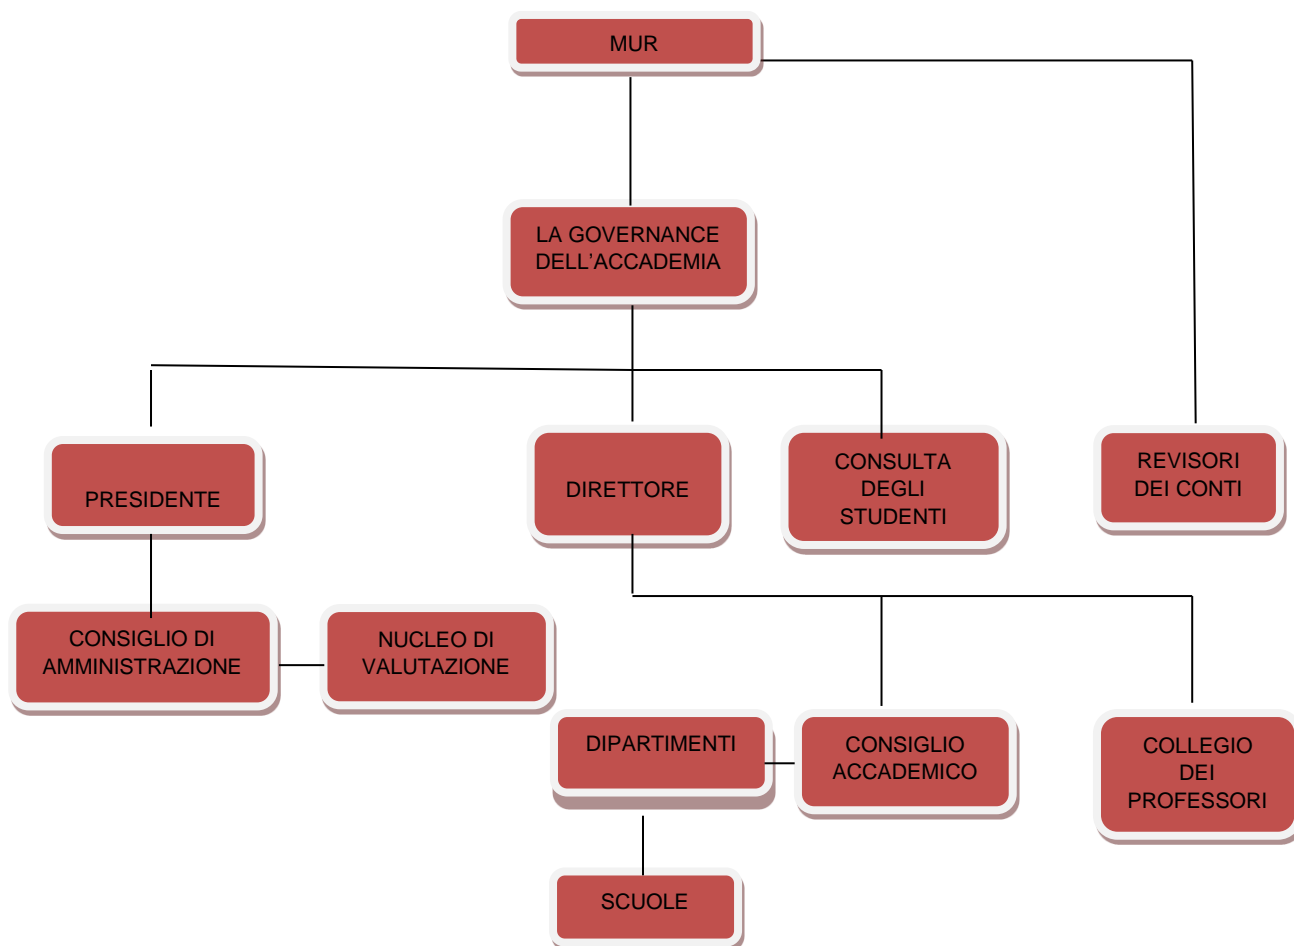 MUR
LA GOVERNANCE
DELL’ACCADEMIA
PRESIDENTE
DIRETTORE
CONSULTA
DEGLI
STUDENTI
REVISORI
DEI CONTI
CONSIGLIO DI
AMMINISTRAZIONE
NUCLEO DI
VALUTAZIONE
DIPARTIMENTI
CONSIGLIO
ACCADEMICO
COLLEGIO
DEI
PROFESSORI
SCUOLE